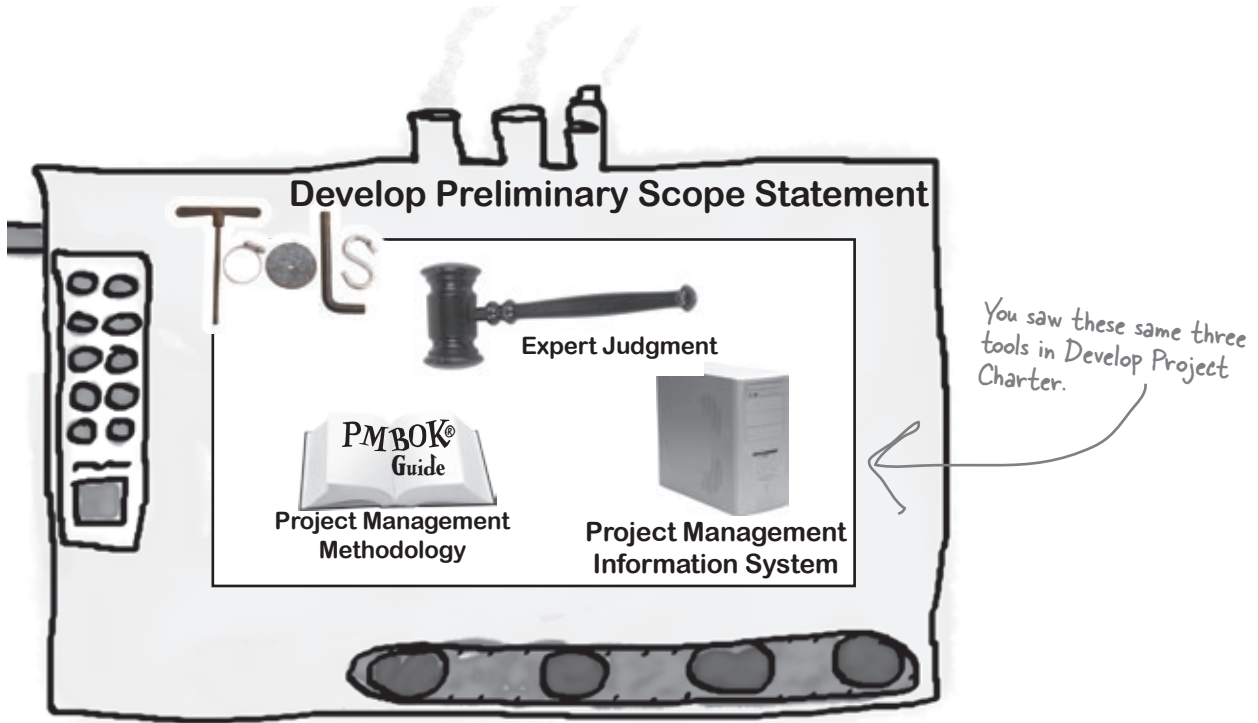 Develop Preliminary Scope Statement
Tools
Expert Judgment
PMBOK®
Guide
Project Management
Methodology
Project Management
Information System
You saw these same three
tools in Develop Project
Charter.